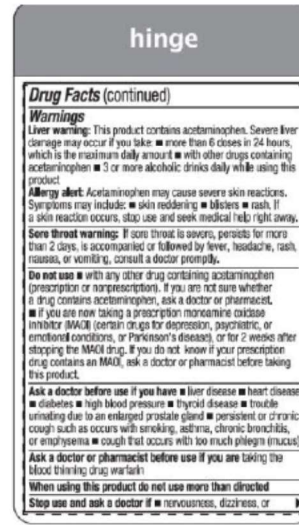 hinge
Drug Facts (continued)
Warnings
Liver warning: This product contains acetaminophen. Severe liver
damage may occur if you take: ■ more than 6 doses in 24 hours,
which is the maximum daily amount ■ with other drugs containing
acetaminophen ■ 3 or more alcoholic drinks daily while using this
product
Allergy alert: Acetaminophen may cause severe skin reactions.
Symptoms may include: ■ skin reddening ■ blisters ■ rash. If
a skin reaction occurs, stop use and seek medical help right away.
Sore throat warning: If sore throat is severe, persists for more
than 2 days, is accompanied or followed by fever, headache, rash,
nausea, or vomiting, consult a doctor promptly.
Do not use ■ with any other drug containing acetaminophen
(prescription or nonprescription). If you are not sure whether
a drug contains acetaminophen, ask a doctor or pharmacist.
■ if you are now taking a prescription monoamine oxidase
inhibitor (MAOI) (certain drugs for depression, psychiatric, or
emotional conditions, or Parkinson's disease), or for 2 weeks after
stopping the MAOI drug. If you do not know if your prescription
drug contains an MAOI, ask a doctor or pharmacist before taking
this product.
Ask a doctor before use if you have ■ liver disease ■ heart disease
■ diabetes ■ high blood pressure ■ thyroid disease ■ trouble
urinating due to an enlarged prostate gland ■ persistent or chronic
cough such as occurs with smoking, asthma, chronic bronchitis,
or emphysema ■ cough that occurs with too much phlegm (mucus)
Ask a doctor or pharmacist before use if you are taking the
blood thinning drug warfarin
When using this product do not use more than directed
Stop use and ask a doctor if ■ nervousness, dizziness, or